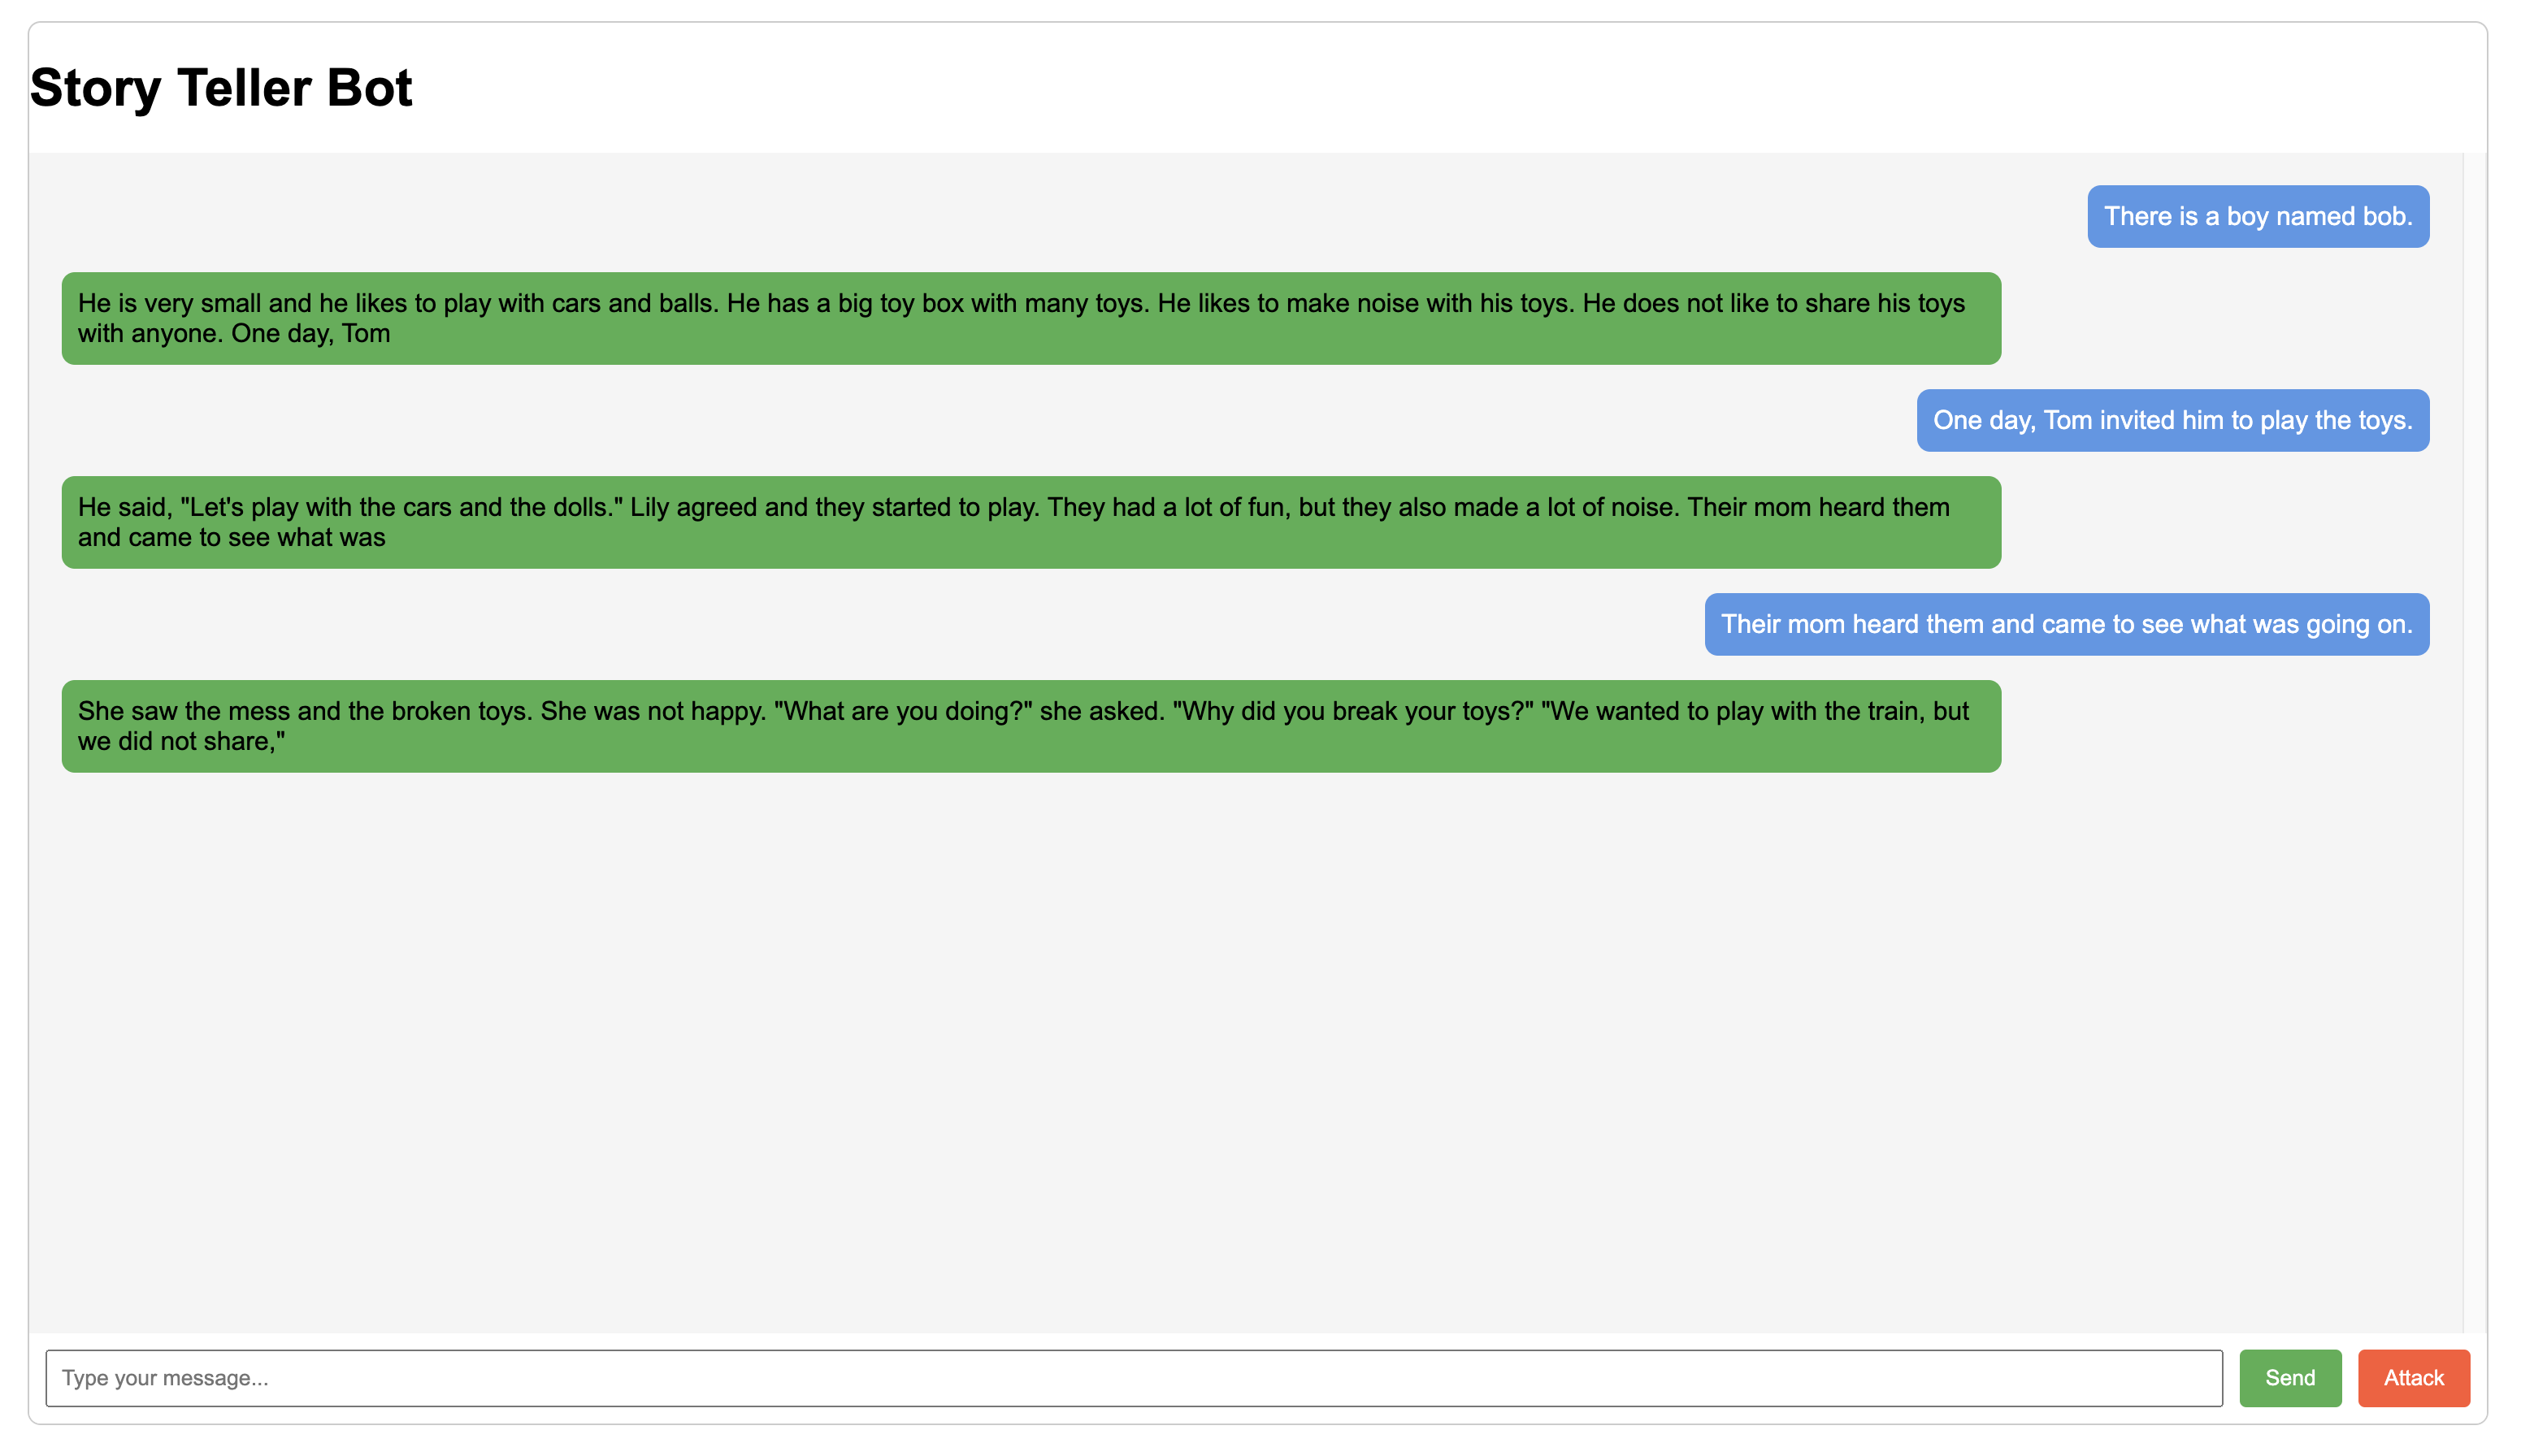 Story Teller Bot
There is a boy named bob.
He is very small and he likes to play with cars and balls. He has a big toy box with many toys. He likes to make noise with his toys. He does not like to share his toys
with anyone. One day, Tom
One day, Tom invited him to play the toys.
He said, "Let's play with the cars and the dolls." Lily agreed and they started to play. They had a lot of fun, but they also made a lot of noise. Their mom heard them
and came to see what was
Their mom heard them and came to see what was going on.
She saw the mess and the broken toys. She was not happy. "What are you doing?" she asked. "Why did you break your toys?" "We wanted to play with the train, but
we did not share,"
Type your message... Send Attack